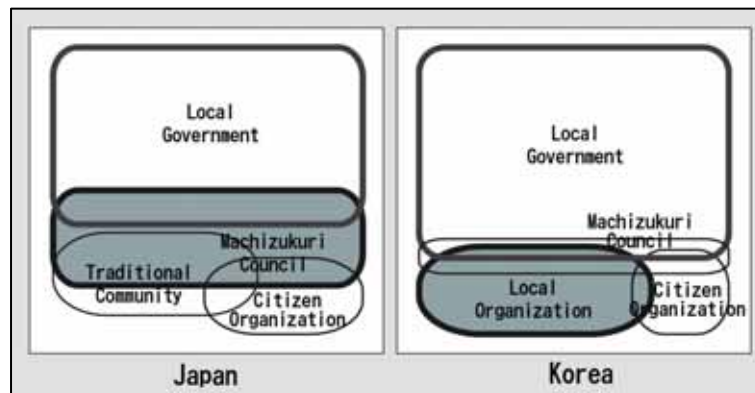 Local
Government
Machizukuri
Council
Traditional
Community
Citizen
Organization
Japan
Local
Government
Machizukuri
Council
Local
Organization
Citizen
Organization
Korea